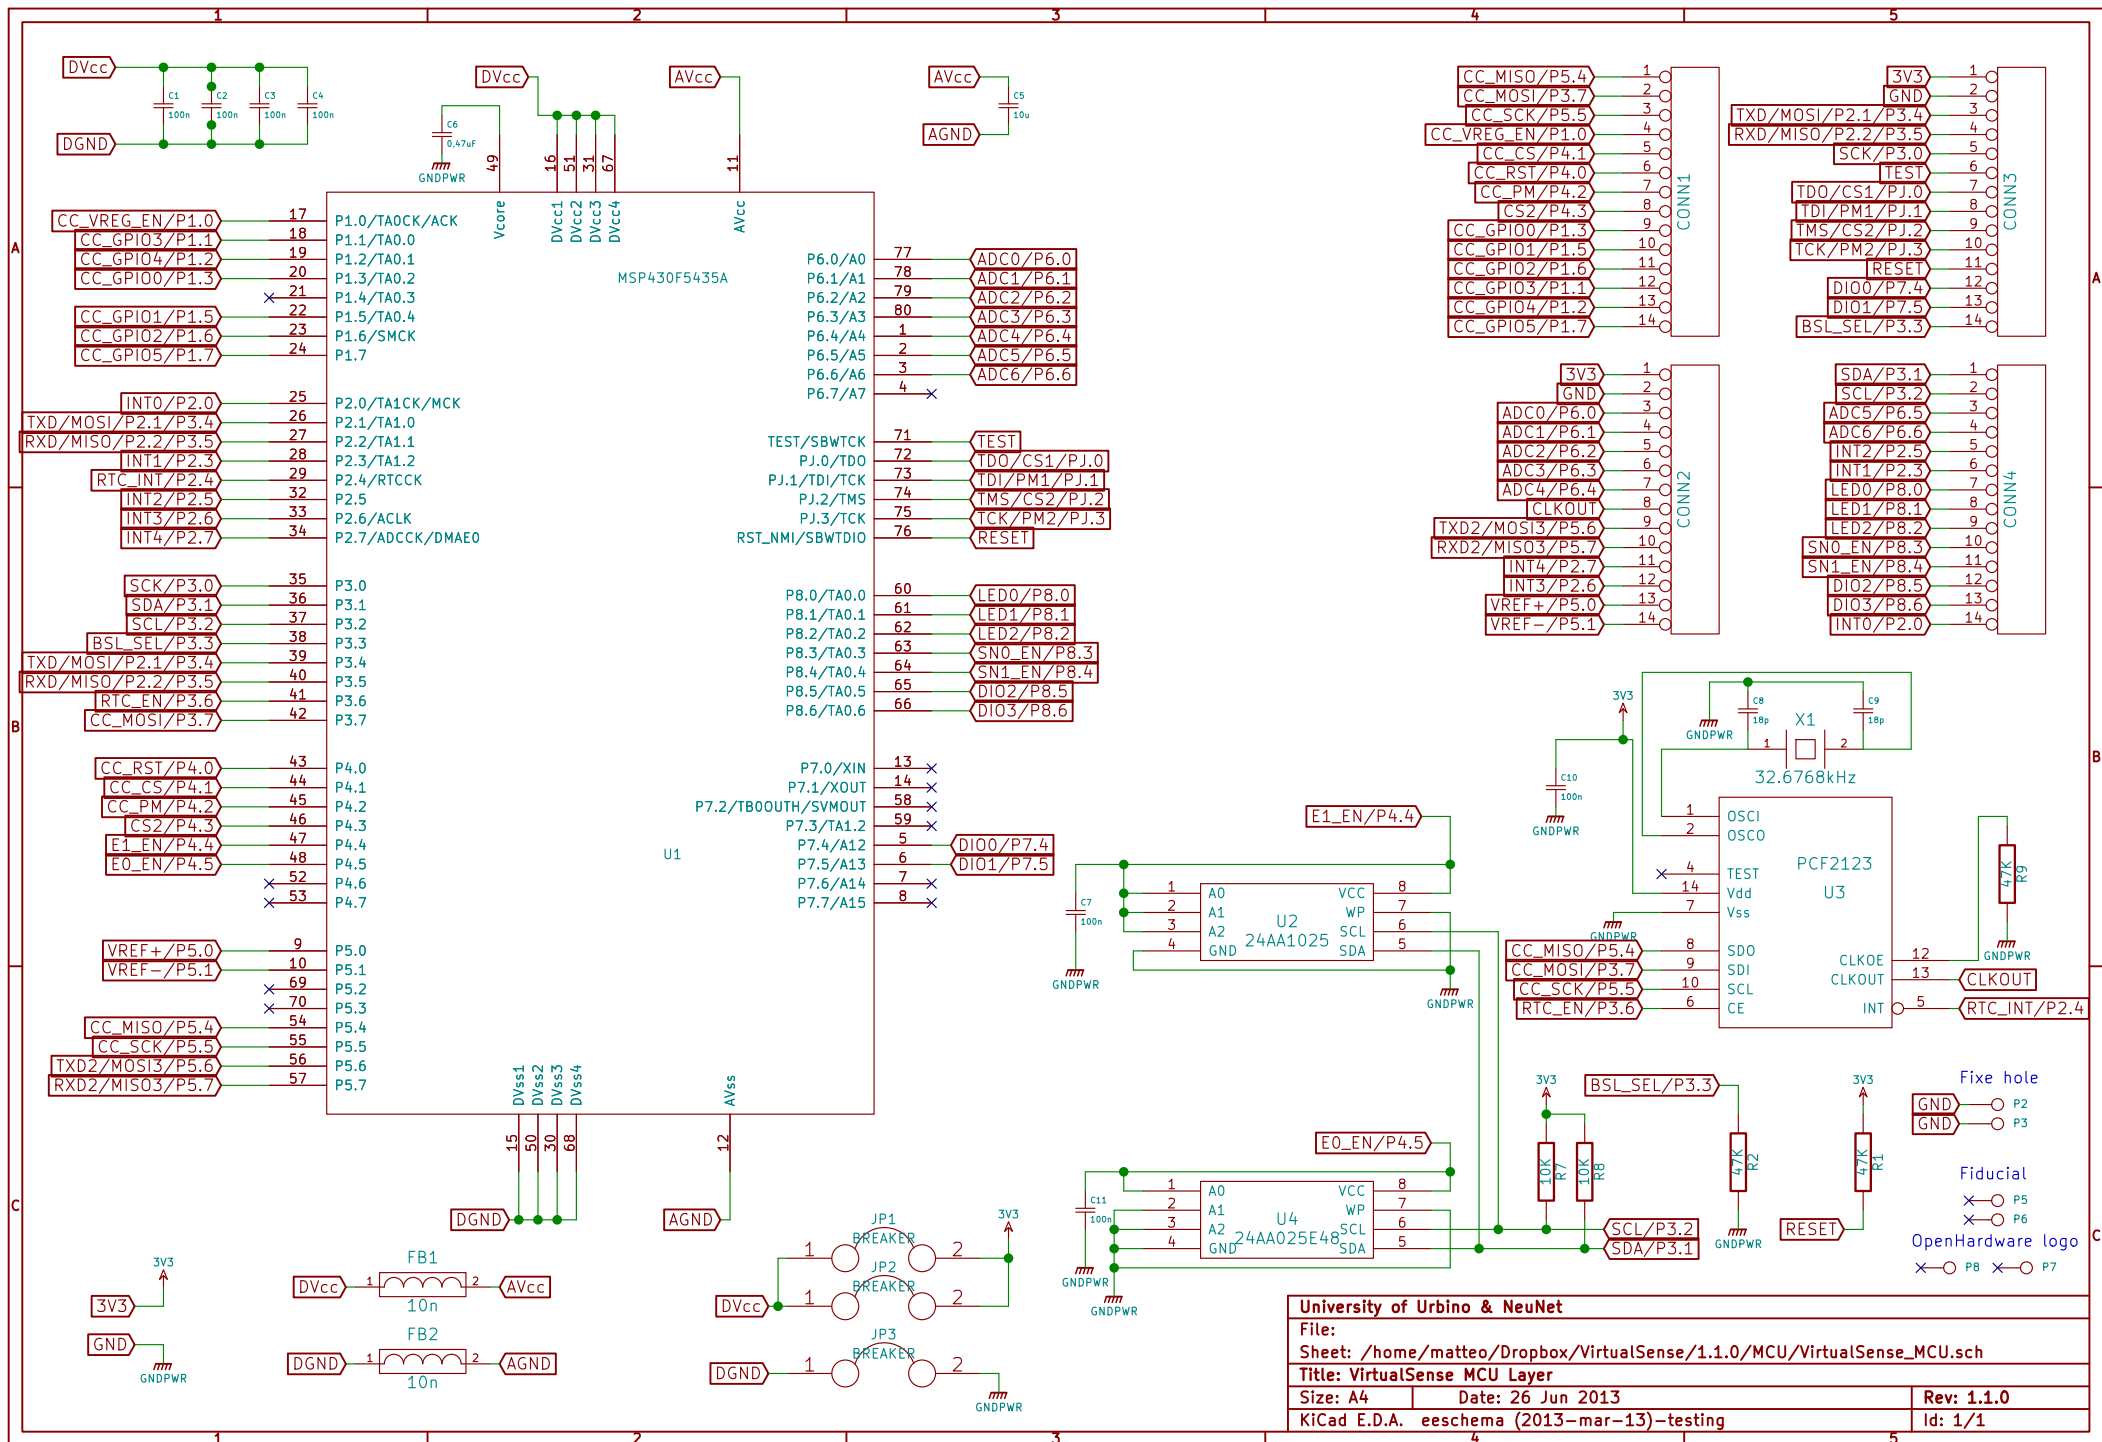 1 2 3 4 5
A
B
C
DVcc
DGND
C1 100n
C2 100n
C3 100n
C4 100n
C6 0,47uF
GNDPWR
DVcc
AVcc
AVcc
C5 10u
AGND
49 Vcore
16 DVcc1
51 DVcc2
31 DVcc3
67 DVcc4
11 AVcc
MSP430F5435A
U1
CC_VREG_EN/P1.0 17 P1.0/TA0CK/ACK
CC_GPIO3/P1.1 18 P1.1/TA0.0
CC_GPIO4/P1.2 19 P1.2/TA0.1
CC_GPIO0/P1.3 20 P1.3/TA0.2
21 P1.4/TA0.3
CC_GPIO1/P1.5 22 P1.5/TA0.4
CC_GPIO2/P1.6 23 P1.6/SMCK
CC_GPIO5/P1.7 24 P1.7
INT0/P2.0 25 P2.0/TA1CK/MCK
TXD/MOSI/P2.1/P3.4 26 P2.1/TA1.0
RXD/MISO/P2.2/P3.5 27 P2.2/TA1.1
INT1/P2.3 28 P2.3/TA1.2
RTC_INT/P2.4 29 P2.4/RTCCK
INT2/P2.5 32 P2.5
INT3/P2.6 33 P2.6/ACLK
INT4/P2.7 34 P2.7/ADCCK/DMAE0
SCK/P3.0 35 P3.0
SDA/P3.1 36 P3.1
SCL/P3.2 37 P3.2
BSL_SEL/P3.3 38 P3.3
TXD/MOSI/P2.1/P3.4 39 P3.4
RXD/MISO/P2.2/P3.5 40 P3.5
RTC_EN/P3.6 41 P3.6
CC_MOSI/P3.7 42 P3.7
CC_RST/P4.0 43 P4.0
CC_CS/P4.1 44 P4.1
CC_PM/P4.2 45 P4.2
CS2/P4.3 46 P4.3
E1_EN/P4.4 47 P4.4
E0_EN/P4.5 48 P4.5
52 P4.6
53 P4.7
VREF+/P5.0 9 P5.0
VREF-/P5.1 10 P5.1
69 P5.2
70 P5.3
CC_MISO/P5.4 54 P5.4
CC_SCK/P5.5 55 P5.5
TXD2/MOSI3/P5.6 56 P5.6
RXD2/MISO3/P5.7 57 P5.7
P6.0/A0 77 ADC0/P6.0
P6.1/A1 78 ADC1/P6.1
P6.2/A2 79 ADC2/P6.2
P6.3/A3 80 ADC3/P6.3
P6.4/A4 1 ADC4/P6.4
P6.5/A5 2 ADC5/P6.5
P6.6/A6 3 ADC6/P6.6
P6.7/A7 4
TEST/SBWTCK 71 TEST
PJ.0/TDO 72 TDO/CS1/PJ.0
PJ.1/TDI/TCK 73 TDI/PM1/PJ.1
PJ.2/TMS 74 TMS/CS2/PJ.2
PJ.3/TCK 75 TCK/PM2/PJ.3
RST_NMI/SBWTDIO 76 RESET
P8.0/TA0.0 60 LED0/P8.0
P8.1/TA0.1 61 LED1/P8.1
P8.2/TA0.2 62 LED2/P8.2
P8.3/TA0.3 63 SN0_EN/P8.3
P8.4/TA0.4 64 SN1_EN/P8.4
P8.5/TA0.5 65 DIO2/P8.5
P8.6/TA0.6 66 DIO3/P8.6
P7.0/XIN 13
P7.1/XOUT 14
P7.2/TB0OUTH/SVMOUT 58
P7.3/TA1.2 59
P7.4/A12 5 DIO0/P7.4
P7.5/A13 6 DIO1/P7.5
P7.6/A14 7
P7.7/A15 8
DVss1 15
DVss2 50
DVss3 30
DVss4 68
AVss 12
DGND
AGND
CC_MISO/P5.4 1
CC_MOSI/P3.7 2
CC_SCK/P5.5 3
CC_VREG_EN/P1.0 4
CC_CS/P4.1 5
CC_RST/P4.0 6
CC_PM/P4.2 7
CS2/P4.3 8
CC_GPIO0/P1.3 9
CC_GPIO1/P1.5 10
CC_GPIO2/P1.6 11
CC_GPIO3/P1.1 12
CC_GPIO4/P1.2 13
CC_GPIO5/P1.7 14
CONN1
3V3 1
GND 2
TXD/MOSI/P2.1/P3.4 3
RXD/MISO/P2.2/P3.5 4
SCK/P3.0 5
TEST 6
TDO/CS1/PJ.0 7
TDI/PM1/PJ.1 8
TMS/CS2/PJ.2 9
TCK/PM2/PJ.3 10
RESET 11
DIO0/P7.4 12
DIO1/P7.5 13
BSL_SEL/P3.3 14
CONN3
3V3 1
GND 2
ADC0/P6.0 3
ADC1/P6.1 4
ADC2/P6.2 5
ADC3/P6.3 6
ADC4/P6.4 7
CLKOUT 8
TXD2/MOSI3/P5.6 9
RXD2/MISO3/P5.7 10
INT4/P2.7 11
INT3/P2.6 12
VREF+/P5.0 13
VREF-/P5.1 14
CONN2
SDA/P3.1 1
SCL/P3.2 2
ADC5/P6.5 3
ADC6/P6.6 4
INT2/P2.5 5
INT1/P2.3 6
LED0/P8.0 7
LED1/P8.1 8
LED2/P8.2 9
SN0_EN/P8.3 10
SN1_EN/P8.4 11
DIO2/P8.5 12
DIO3/P8.6 13
INT0/P2.0 14
CONN4
3V3
C10 100n
GNDPWR
GNDPWR
C8 18p
C9 18p
X1
1 2
32.6768kHz
PCF2123
U3
1 OSCI
2 OSCO
4 TEST
14 Vdd
7 Vss
GNDPWR
CC_MISO/P5.4 8 SDO
CC_MOSI/P3.7 9 SDI
CC_SCK/P5.5 10 SCL
RTC_EN/P3.6 6 CE
CLKOE 12
CLKOUT 13 CLKOUT
INT 5 RTC_INT/P2.4
47K R9
GNDPWR
E1_EN/P4.4
C7 100n
GNDPWR
1 A0 VCC 8
2 A1 WP 7
3 A2 SCL 6
4 GND SDA 5
U2
24AA1025
GNDPWR
E0_EN/P4.5
C11 100n
GNDPWR
1 A0 VCC 8
2 A1 WP 7
3 A2 SCL 6
4 GND SDA 5
U4
24AA025E48
GNDPWR
3V3
10K R7
10K R8
SCL/P3.2
SDA/P3.1
BSL_SEL/P3.3
47K R2
GNDPWR
3V3
47K R1
RESET
Fixe hole
GND P2
GND P3
Fiducial
P5
P6
OpenHardware logo
P8 P7
3V3
3V3
GND
GNDPWR
FB1
DVcc 1 2 AVcc
10n
FB2
DGND 1 2 AGND
10n
JP1
BREAKER
1 2
3V3
JP2
BREAKER
DVcc 1 2
JP3
BREAKER
DGND 1 2
GNDPWR
University of Urbino & NeuNet
File:
Sheet: /home/matteo/Dropbox/VirtualSense/1.1.0/MCU/VirtualSense_MCU.sch
Title: VirtualSense MCU Layer
Size: A4 Date: 26 Jun 2013 Rev: 1.1.0
KiCad E.D.A. eeschema (2013-mar-13)-testing Id: 1/1
A
B
C
1 2 3 4 5